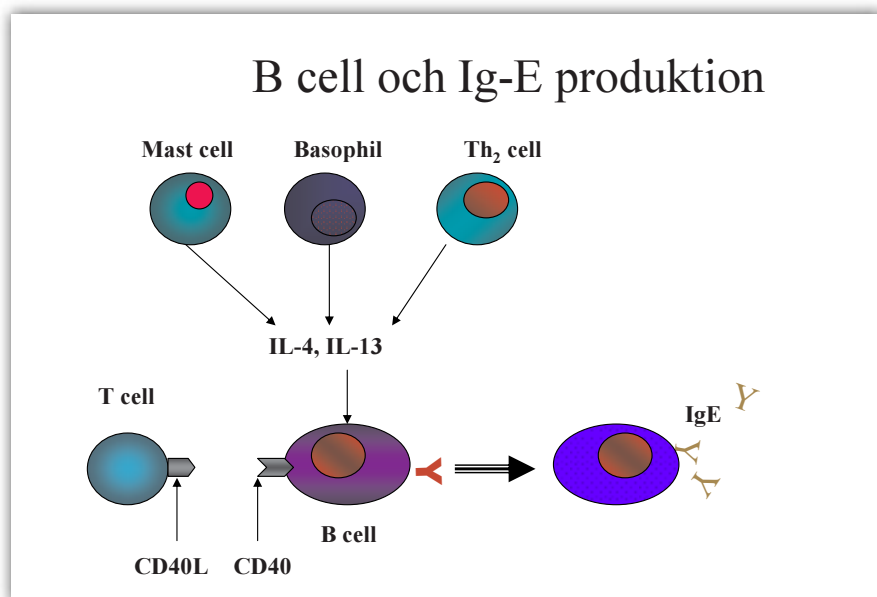 B cell och Ig-E produktion
Mast cell
Basophil
Th₂ cell
IL-4, IL-13
T cell
IgE
B cell
CD40L
CD40